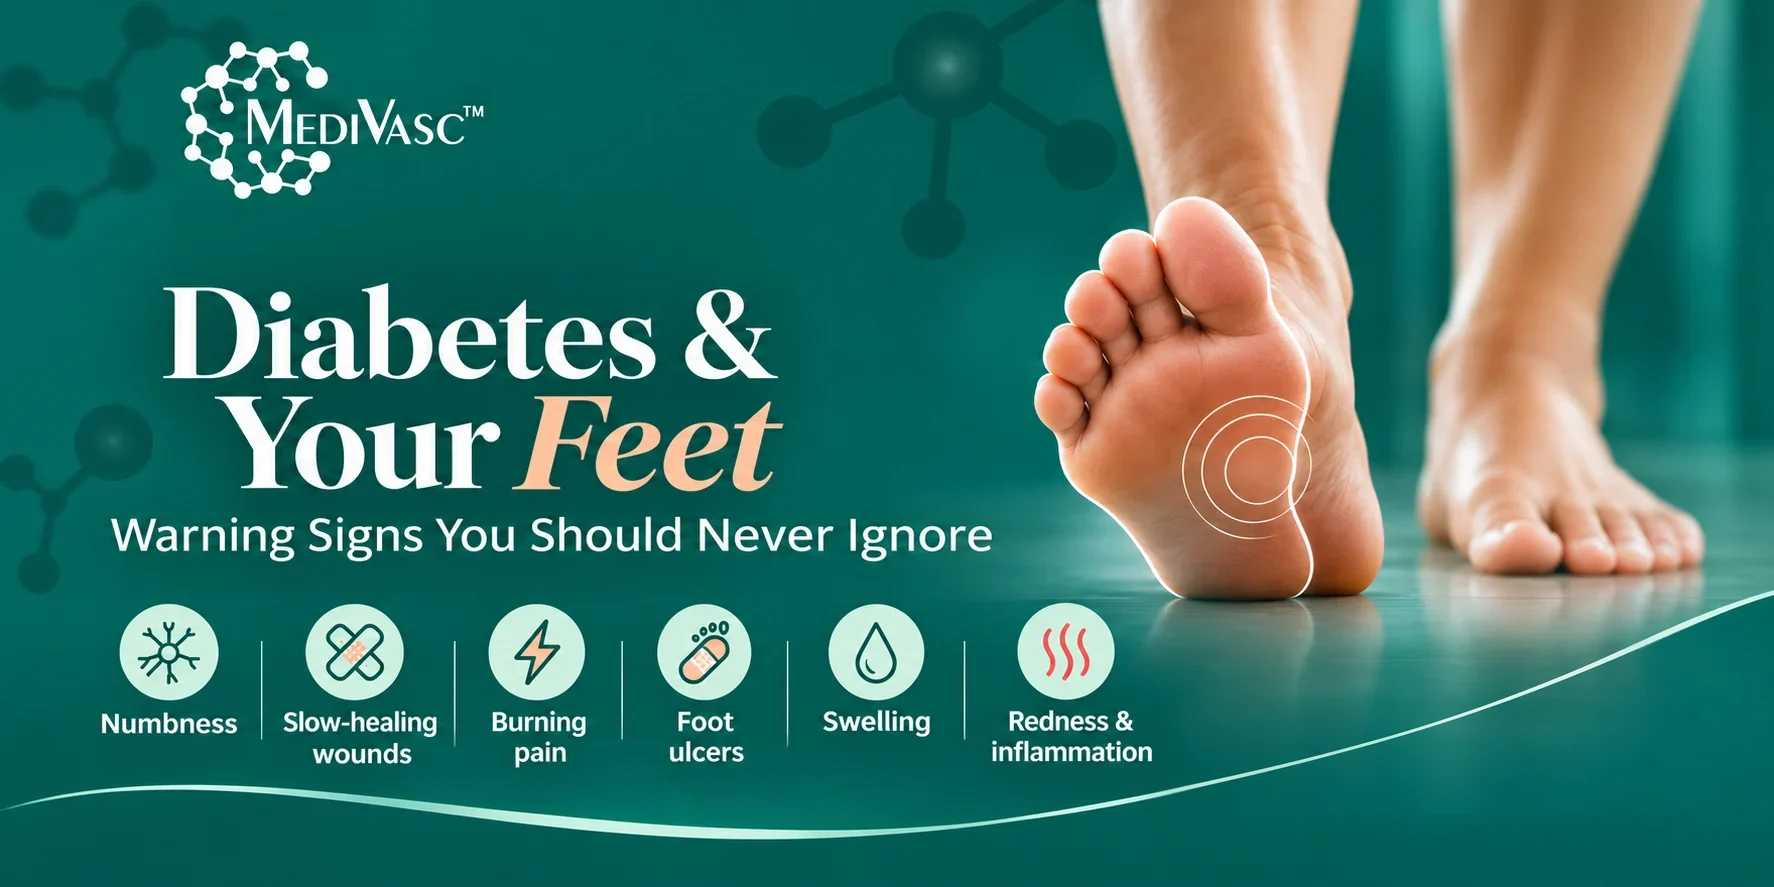 MEDIVASC™
Diabetes &
Your Feet
Warning Signs You Should Never Ignore
Numbness
Slow-healing
wounds
Burning
pain
Foot
ulcers
Swelling
Redness &
inflammation